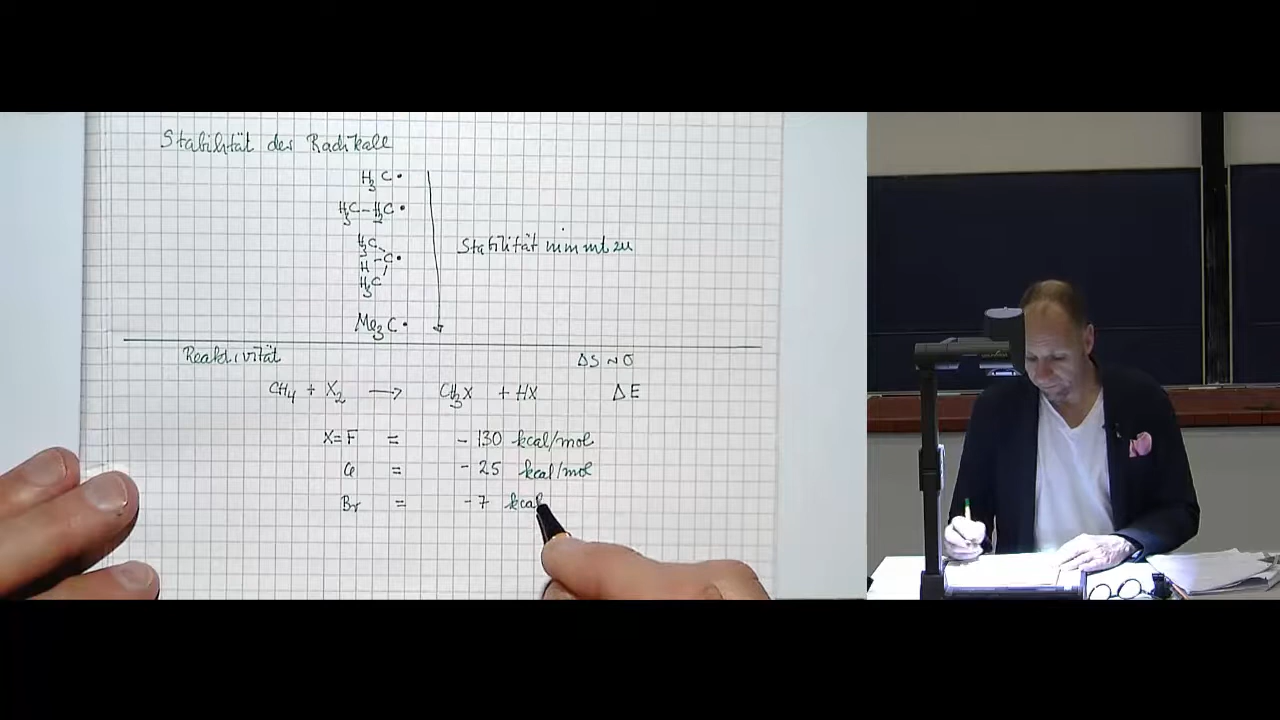 Stabilität der Radikale
H₃C•
H₃C-H₂C•
H₃C
H-C•
H₃C
Me₃C•
Stabilität nimmt zu
Reaktivität ΔS ~ 0
CH₄ + X₂ → CH₃X + HX ΔE
X= F = - 130 kcal/mol
Cl = - 25 kcal/mol
Br = - 7 kcal